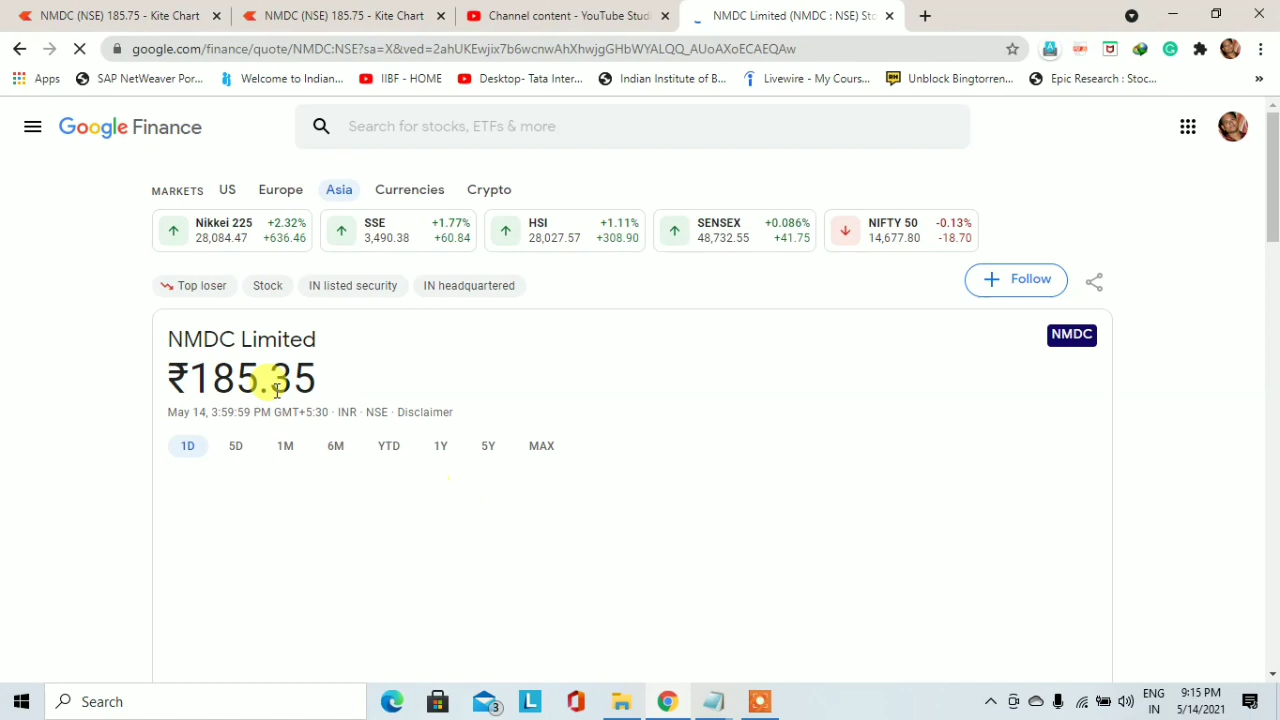 NMDC (NSE) 185.75 - Kite Chart
NMDC (NSE) 185.75 - Kite Chart
Channel content - YouTube Studi
NMDC Limited (NMDC : NSE) Sto
google.com/finance/quote/NMDC:NSE?sa=X&ved=2ahUKEwjix7b6wcnwAhXhwjgGHbWYALQQ_AUoAXoECAEQAw
Apps
SAP NetWeaver Por...
Welcome to Indian...
IIBF - HOME
Desktop- Tata Inter...
Indian Institute of B...
Livewire - My Cours...
Unblock Bingtorren...
Epic Research : Stoc...
Google Finance
Search for stocks, ETFs & more
MARKETS US Europe Asia Currencies Crypto
Nikkei 225 +2.32%
28,084.47 +636.46
SSE +1.77%
3,490.38 +60.84
HSI +1.11%
28,027.57 +308.90
SENSEX +0.086%
48,732.55 +41.75
NIFTY 50 -0.13%
14,677.80 -18.70
Top loser Stock IN listed security IN headquartered
Follow
NMDC Limited
NMDC
₹185.35
May 14, 3:59:59 PM GMT+5:30 · INR · NSE · Disclaimer
1D 5D 1M 6M YTD 1Y 5Y MAX
Search
3
L
ENG
IN
9:15 PM
5/14/2021